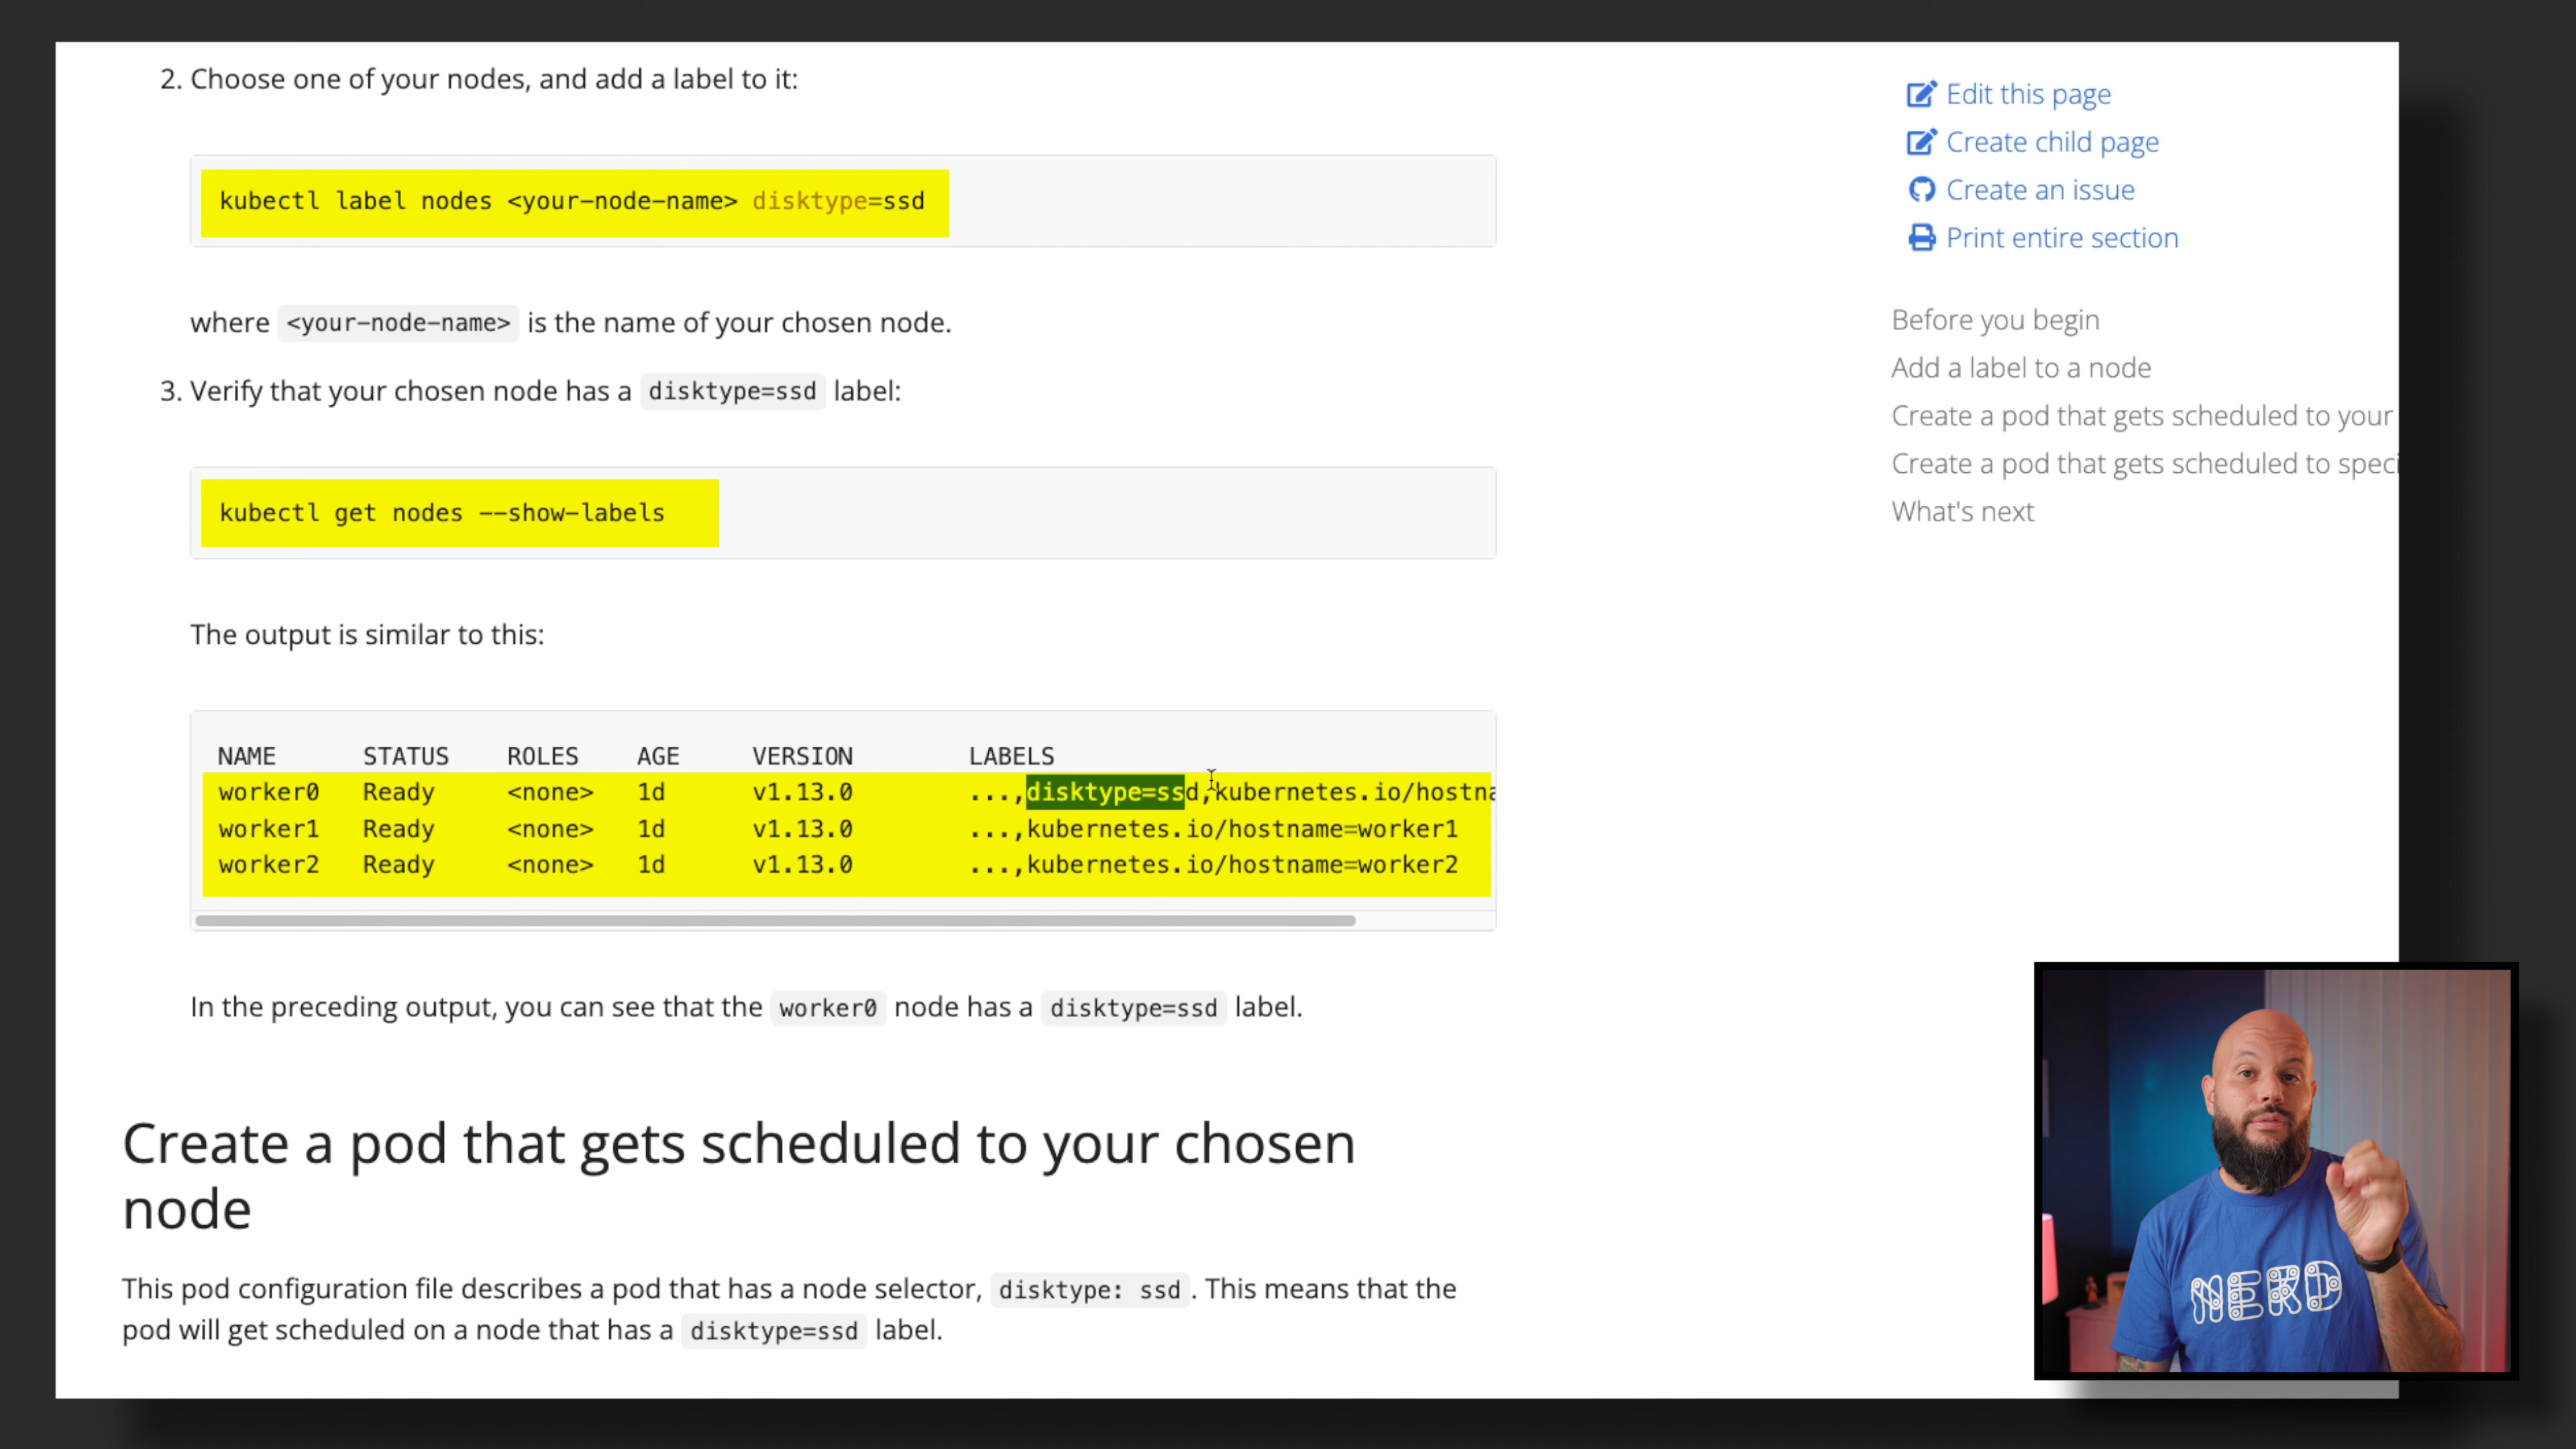 2. Choose one of your nodes, and add a label to it:
kubectl label nodes <your-node-name> disktype=ssd
where <your-node-name> is the name of your chosen node.
3. Verify that your chosen node has a disktype=ssd label:
kubectl get nodes --show-labels
The output is similar to this:
NAME STATUS ROLES AGE VERSION LABELS
worker0 Ready <none> 1d v1.13.0 ...,disktype=ssd,kubernetes.io/hostna
worker1 Ready <none> 1d v1.13.0 ...,kubernetes.io/hostname=worker1
worker2 Ready <none> 1d v1.13.0 ...,kubernetes.io/hostname=worker2
In the preceding output, you can see that the worker0 node has a disktype=ssd label.
Create a pod that gets scheduled to your chosen
node
This pod configuration file describes a pod that has a node selector, disktype: ssd. This means that the
pod will get scheduled on a node that has a disktype=ssd label.
Edit this page
Create child page
Create an issue
Print entire section
Before you begin
Add a label to a node
Create a pod that gets scheduled to your
Create a pod that gets scheduled to speci
What's next
NERD